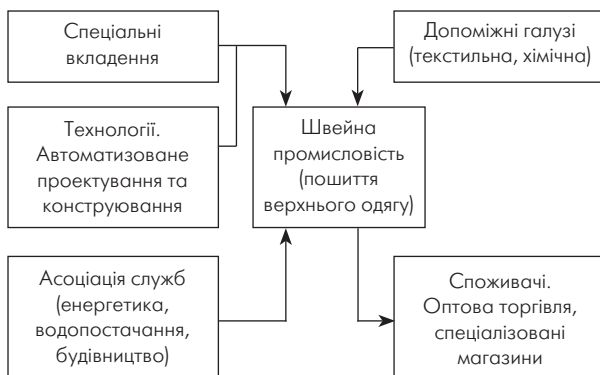 Спеціальні
вкладення
Допоміжні галузі
(текстильна, хімічна)
Технології.
Автоматизоване
проектування та
конструювання
Швейна
промисловість
(пошиття
верхнього одягу)
Асоціація служб
(енергетика,
водопостачання,
будівництво)
Споживачі.
Оптова торгівля,
спеціалізовані
магазини